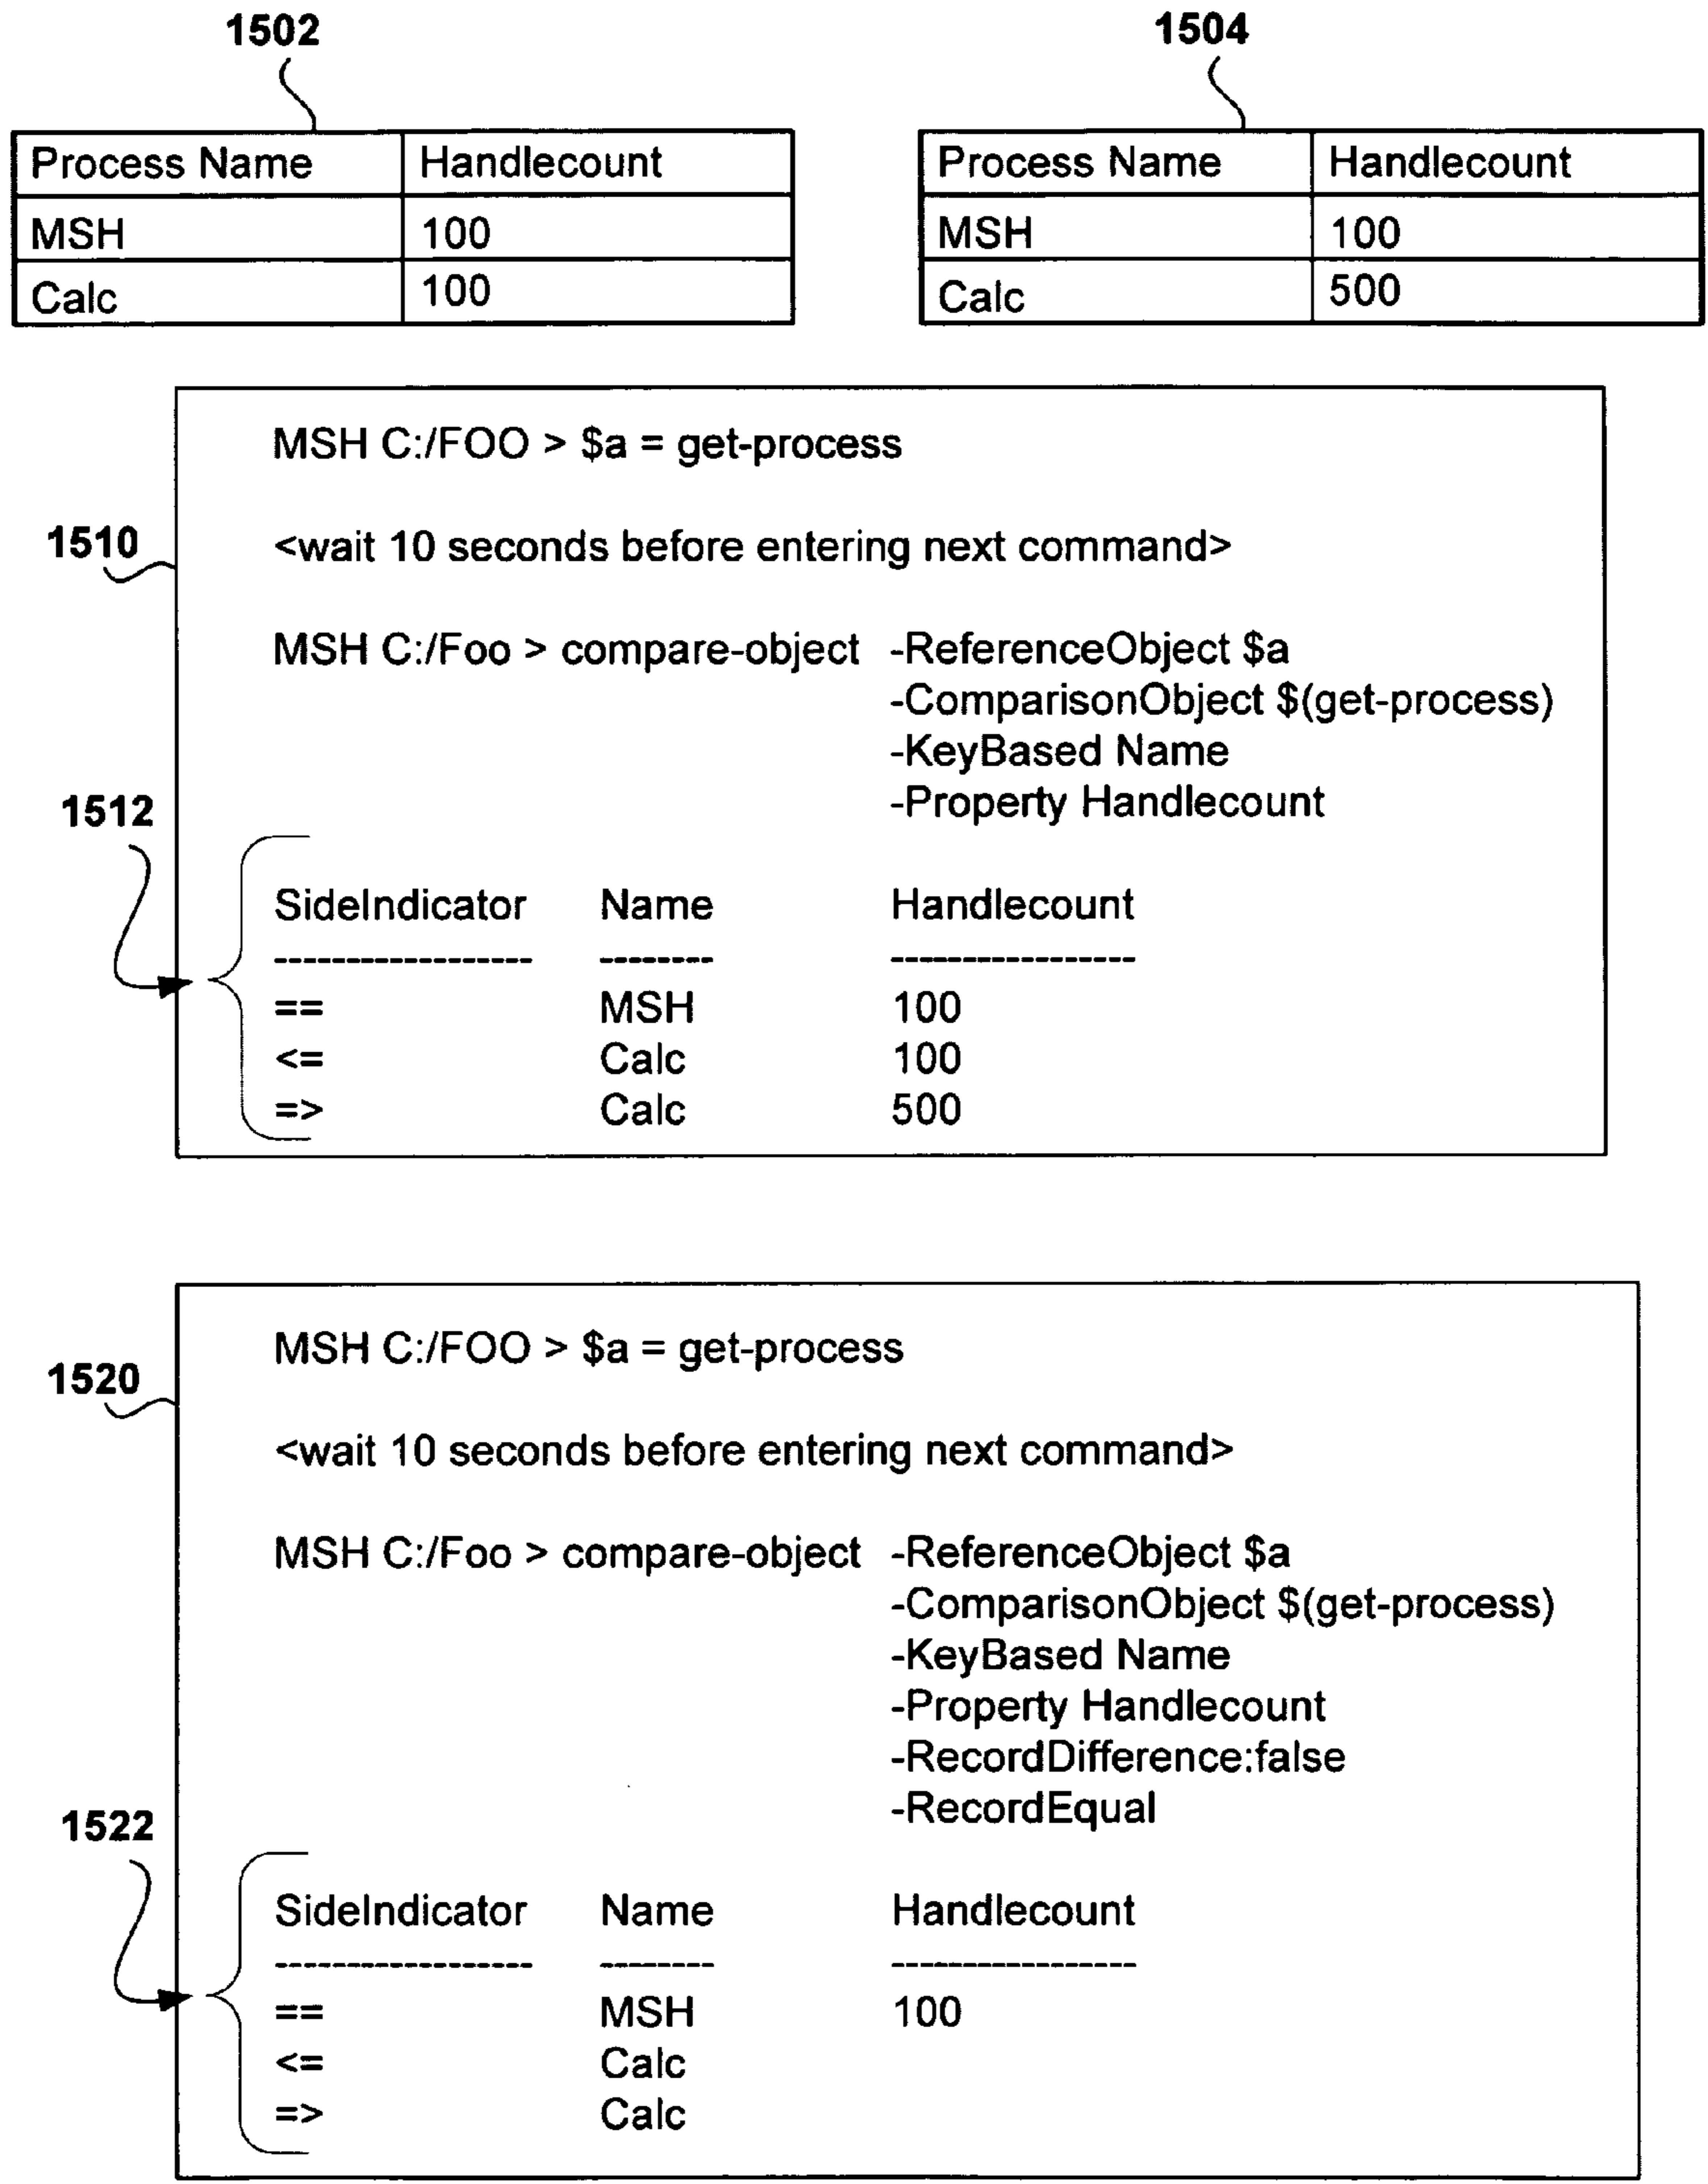 1502 1504
Process Name Handlecount Process Name Handlecount
MSH 100 MSH 100
Calc 100 Calc 500
MSH C:/FOO > $a = get-process
1510 <wait 10 seconds before entering next command>
MSH C:/Foo > compare-object -ReferenceObject $a
-ComparisonObject $(get-process)
-KeyBased Name
-Property Handlecount
1512
SideIndicator Name Handlecount
------------------ -------- -----------------
== MSH 100
<= Calc 100
=> Calc 500
MSH C:/FOO > $a = get-process
1520
<wait 10 seconds before entering next command>
MSH C:/Foo > compare-object -ReferenceObject $a
-ComparisonObject $(get-process)
-KeyBased Name
-Property Handlecount
-RecordDifference:false
-RecordEqual
1522
SideIndicator Name Handlecount
------------------ -------- -----------------
== MSH 100
<= Calc
=> Calc